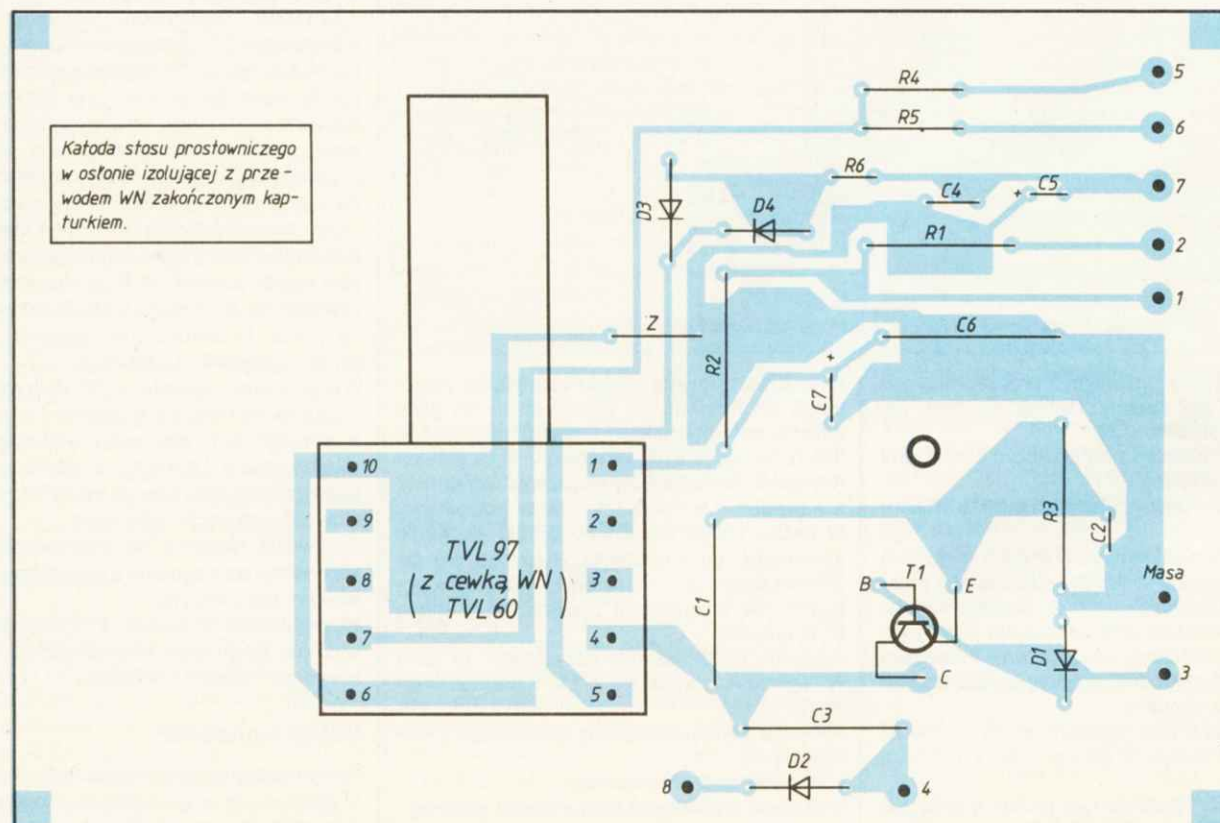 Katoda stosu prostowniczego
w osłonie izolującej z prze-
wodem WN zakończonym kap-
turkiem.
R4
5
R5
6
R6
7
D3
D4
C4
+
C5
R1
2
1
Z
R2
C6
+
C7
10
1
9
2
8
3
7
4
6
5
TVL 97
(z cewką WN
TVL 60)
C1
R3
C2
B
T1
E
C
Masa
D1
3
C3
8
D2
4